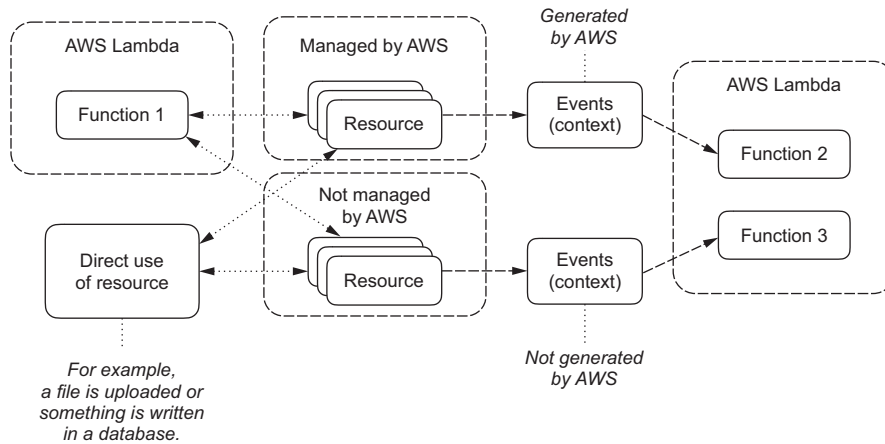 Generated
by AWS
AWS Lambda
Managed by AWS
AWS Lambda
Function 1
Resource
Events
(context)
Function 2
Not managed
by AWS
Function 3
Direct use
of resource
Resource
Events
(context)
For example,
a file is uploaded or
something is written
in a database.
Not generated
by AWS